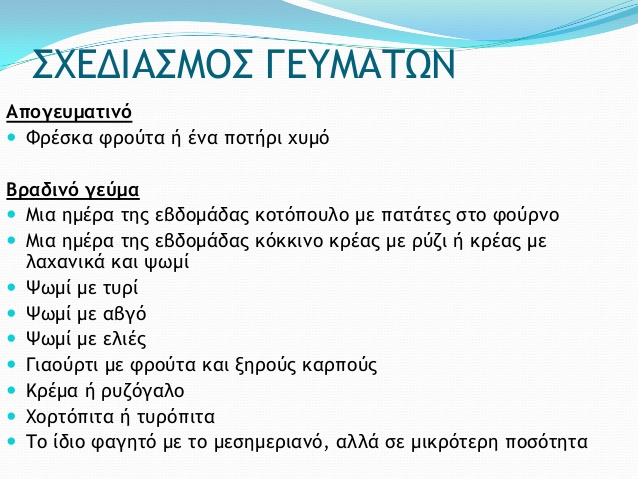 ΣΧΕΔΙΑΣΜΟΣ ΓΕΥΜΑΤΩΝ
Απογευματινό
• Φρέσκα φρούτα ή ένα ποτήρι χυμό
Βραδινό γεύμα
• Μια ημέρα της εβδομάδας κοτόπουλο με πατάτες στο φούρνο
• Μια ημέρα της εβδομάδας κόκκινο κρέας με ρύζι ή κρέας με
λαχανικά και ψωμί
• Ψωμί με τυρί
• Ψωμί με αβγό
• Ψωμί με ελιές
• Γιαούρτι με φρούτα και ξηρούς καρπούς
• Κρέμα ή ρυζόγαλο
• Χορτόπιτα ή τυρόπιτα
• Το ίδιο φαγητό με το μεσημεριανό, αλλά σε μικρότερη ποσότητα